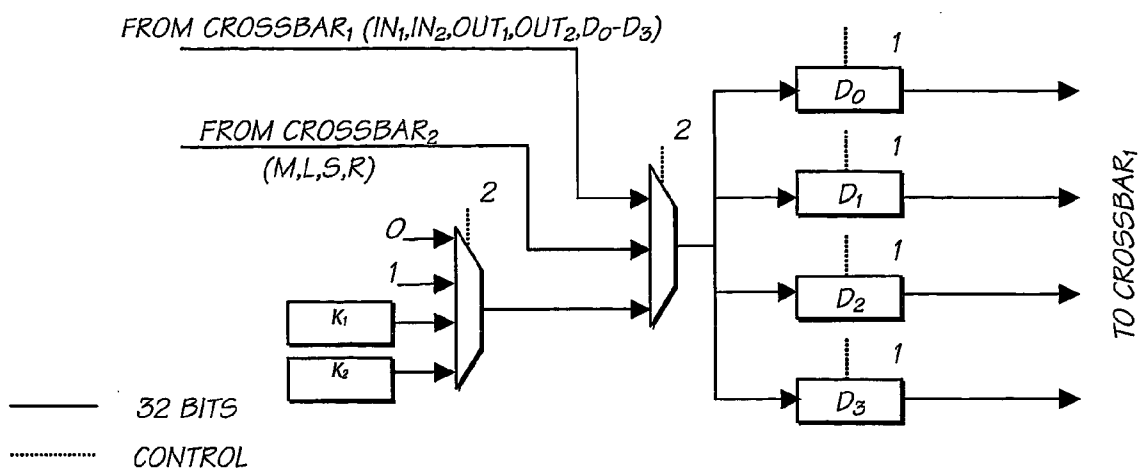 FROM CROSSBAR₁ (IN₁,IN₂,OUT₁,OUT₂,D₀-D₃)
1
D₀
FROM CROSSBAR₂
(M,L,S,R)
2
1
D₁
2
0
1
K₁
K₂
1
D₂
1
D₃
TO CROSSBAR₁
32 BITS
CONTROL